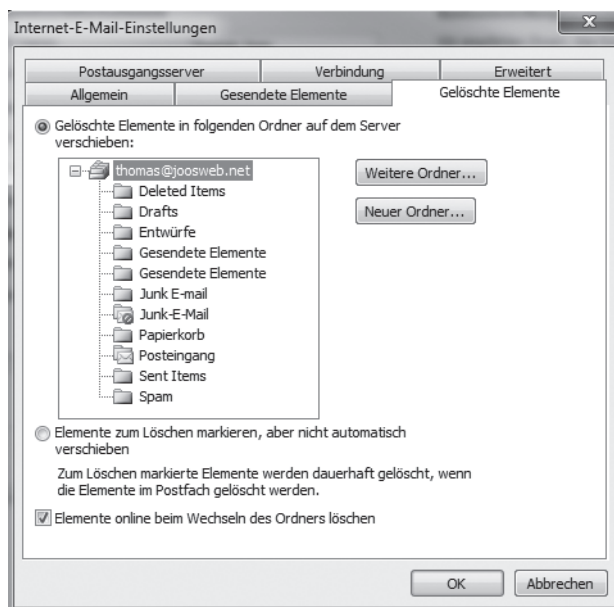 Internet-E-Mail-Einstellungen
Postausgangsserver
Verbindung
Erweitert
Allgemein
Gesendete Elemente
Gelöschte Elemente
Gelöschte Elemente in folgenden Ordner auf dem Server
verschieben:
thomas@joosweb.net
Deleted Items
Drafts
Entwürfe
Gesendete Elemente
Gesendete Elemente
Junk E-mail
Junk-E-Mail
Papierkorb
Posteingang
Sent Items
Spam
Weitere Ordner...
Neuer Ordner...
Elemente zum Löschen markieren, aber nicht automatisch
verschieben
Zum Löschen markierte Elemente werden dauerhaft gelöscht, wenn
die Elemente im Postfach gelöscht werden.
Elemente online beim Wechseln des Ordners löschen
OK
Abbrechen